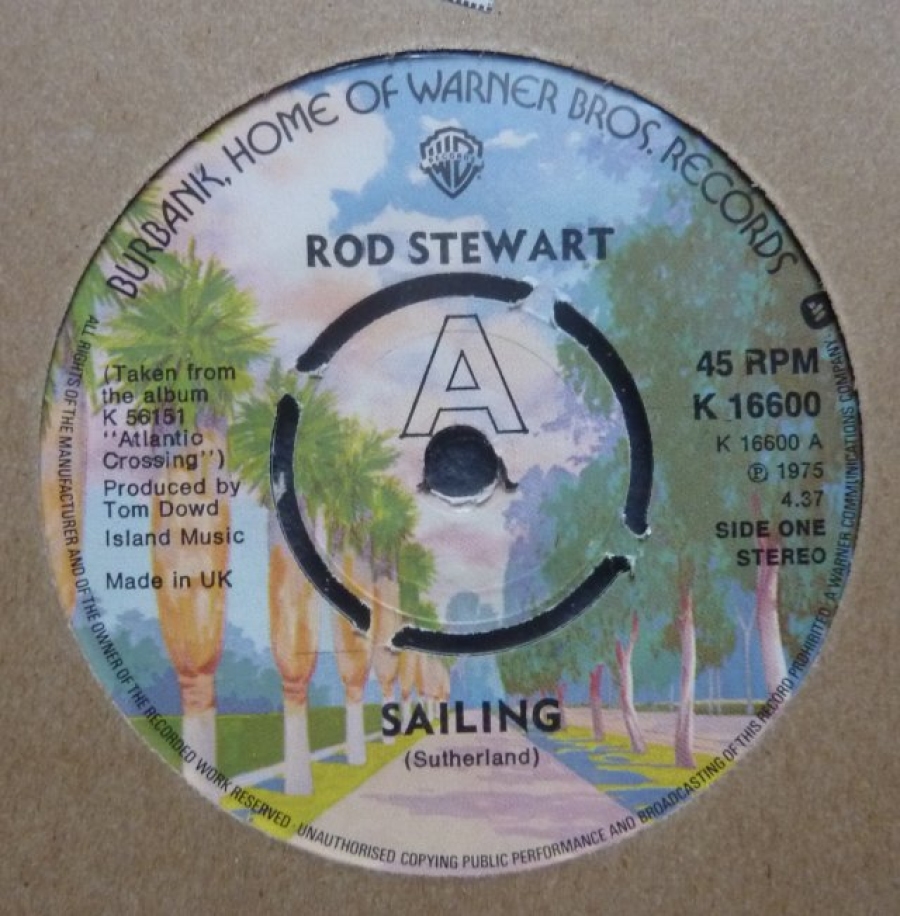 BURBANK, HOME OF WARNER BROS. RECORDS
WB
RECORDS
ROD STEWART
A
(Taken from
the album
K 56151
"Atlantic
Crossing")
Produced by
Tom Dowd
Island Music
Made in UK
45 RPM
K 16600
K 16600 A
℗ 1975
4.37
SIDE ONE
STEREO
SAILING
(Sutherland)
ALL RIGHTS OF THE MANUFACTURER AND OF THE OWNER OF THE RECORDED WORK RESERVED · UNAUTHORISED COPYING PUBLIC PERFORMANCE AND BROADCASTING OF THIS RECORD PROHIBITED · A WARNER COMMUNICATIONS COMPANY.